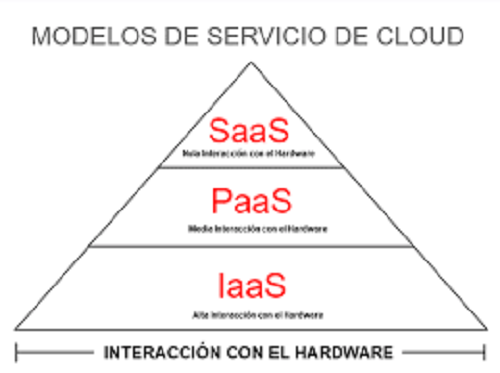 MODELOS DE SERVICIO DE CLOUD
SaaS
Nula Interacción con el Hardware
PaaS
Media Interacción con el Hardware
IaaS
Alta Interacción con el Hardware
INTERACCIÓN CON EL HARDWARE